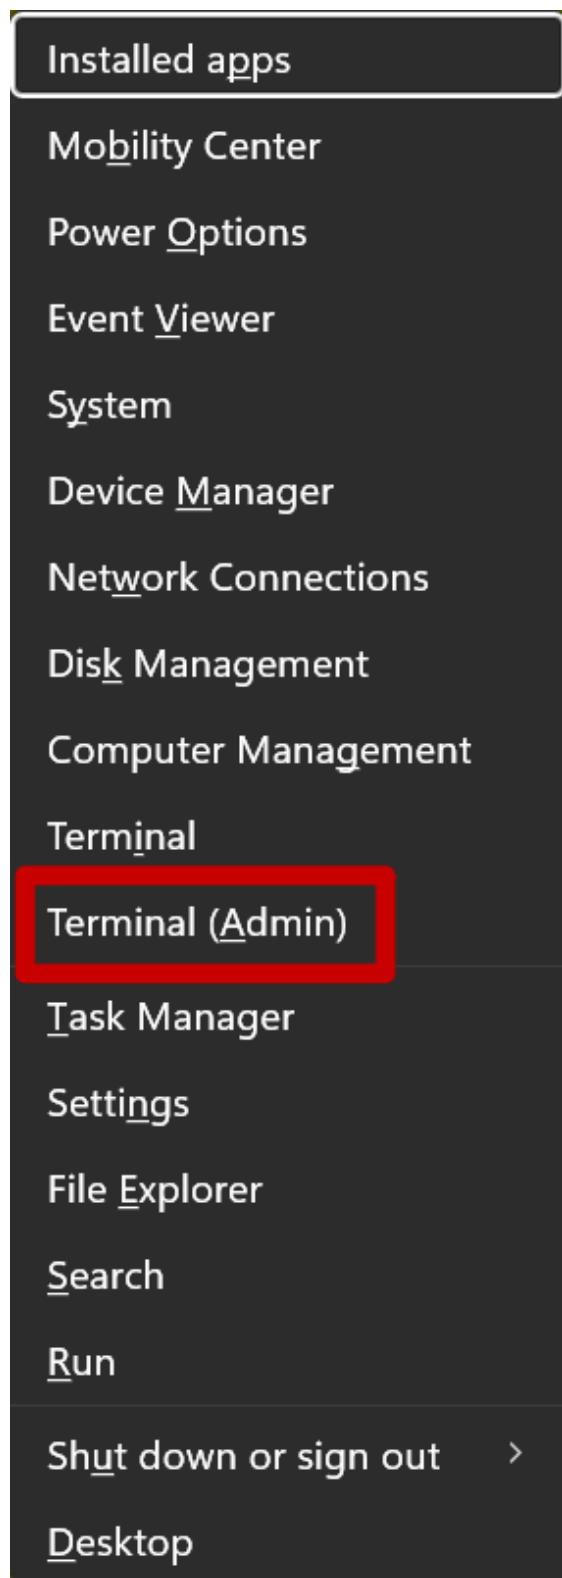 Installed apps
Mobility Center
Power Options
Event Viewer
System
Device Manager
Network Connections
Disk Management
Computer Management
Terminal
Terminal (Admin)
Task Manager
Settings
File Explorer
Search
Run
Shut down or sign out
Desktop